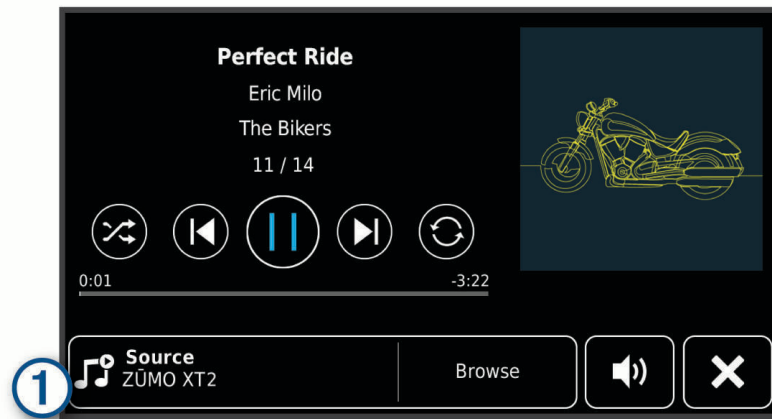 Perfect Ride
Eric Milo
The Bikers
11 / 14
0:01 -3:22
Source
ZŪMO XT2
Browse
1